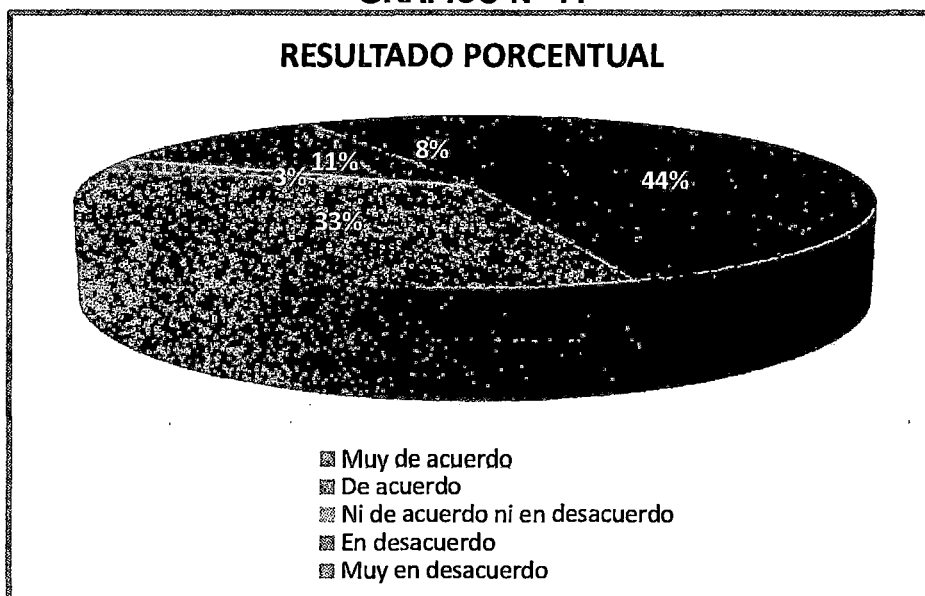 RESULTADO PORCENTUAL
8%
11%
44%
3%
33%
Muy de acuerdo
De acuerdo
Ni de acuerdo ni en desacuerdo
En desacuerdo
Muy en desacuerdo